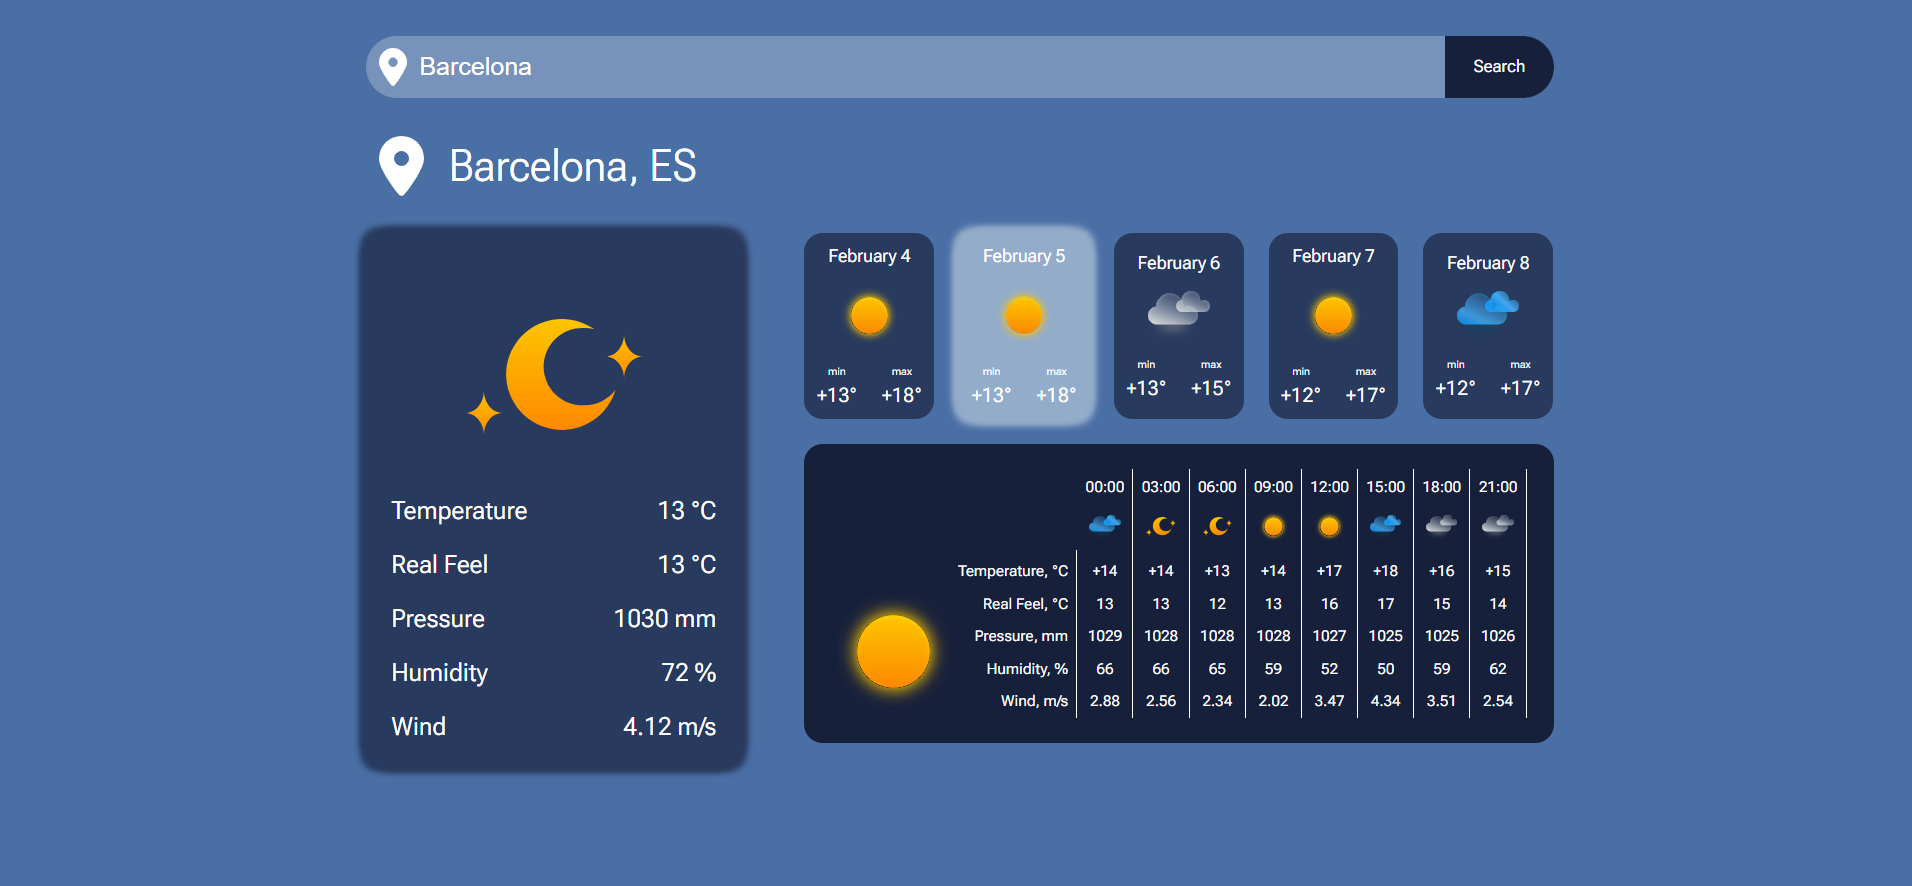 Barcelona
Search
Barcelona, ES
Temperature 13 °C
Real Feel 13 °C
Pressure 1030 mm
Humidity 72 %
Wind 4.12 m/s
February 4
min max
+13° +18°
February 5
min max
+13° +18°
February 6
min max
+13° +15°
February 7
min max
+12° +17°
February 8
min max
+12° +17°
00:00 03:00 06:00 09:00 12:00 15:00 18:00 21:00
Temperature, °C +14 +14 +13 +14 +17 +18 +16 +15
Real Feel, °C 13 13 12 13 16 17 15 14
Pressure, mm 1029 1028 1028 1028 1027 1025 1025 1026
Humidity, % 66 66 65 59 52 50 59 62
Wind, m/s 2.88 2.56 2.34 2.02 3.47 4.34 3.51 2.54